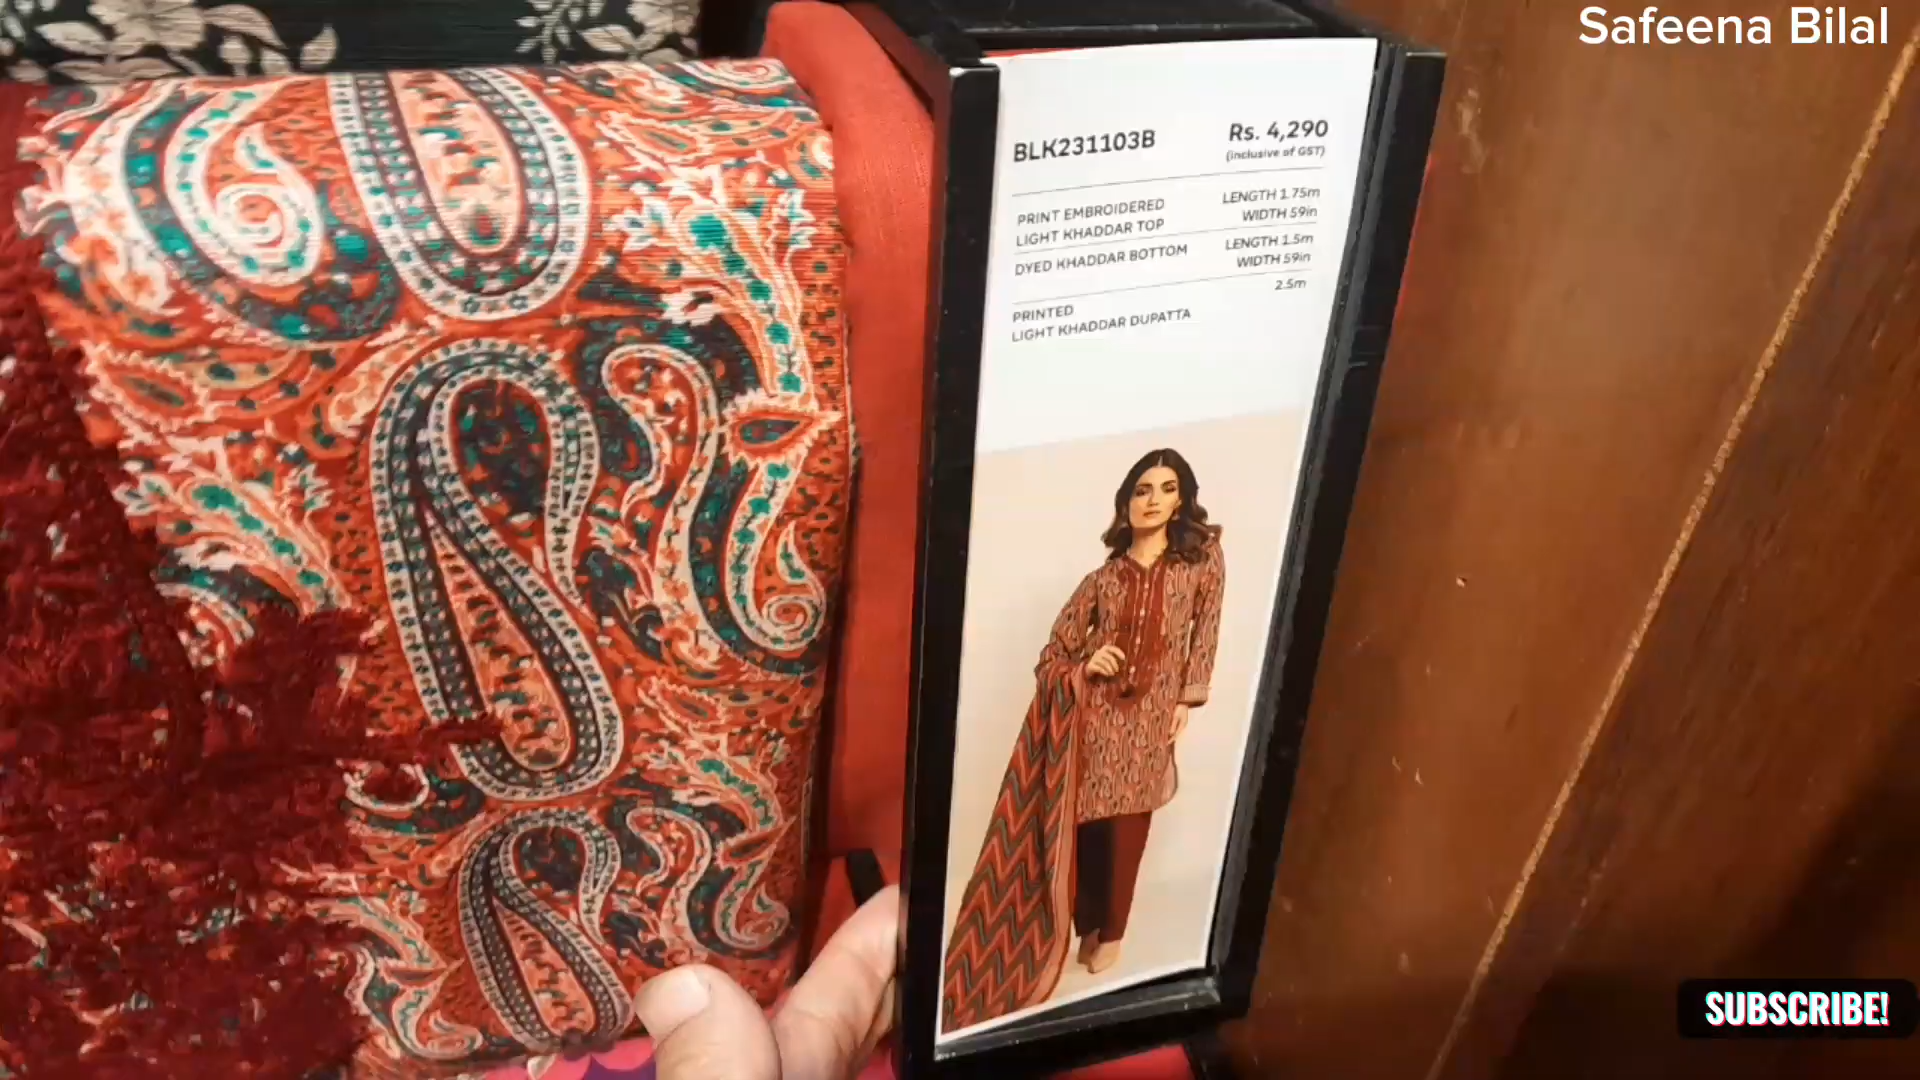 Safeena Bilal
BLK231103B
Rs. 4,290
(inclusive of GST)
PRINT EMBROIDERED
LIGHT KHADDAR TOP
LENGTH 1.75m
WIDTH 59in
DYED KHADDAR BOTTOM
LENGTH 1.5m
WIDTH 59in
PRINTED
LIGHT KHADDAR DUPATTA
2.5m
SUBSCRIBE!